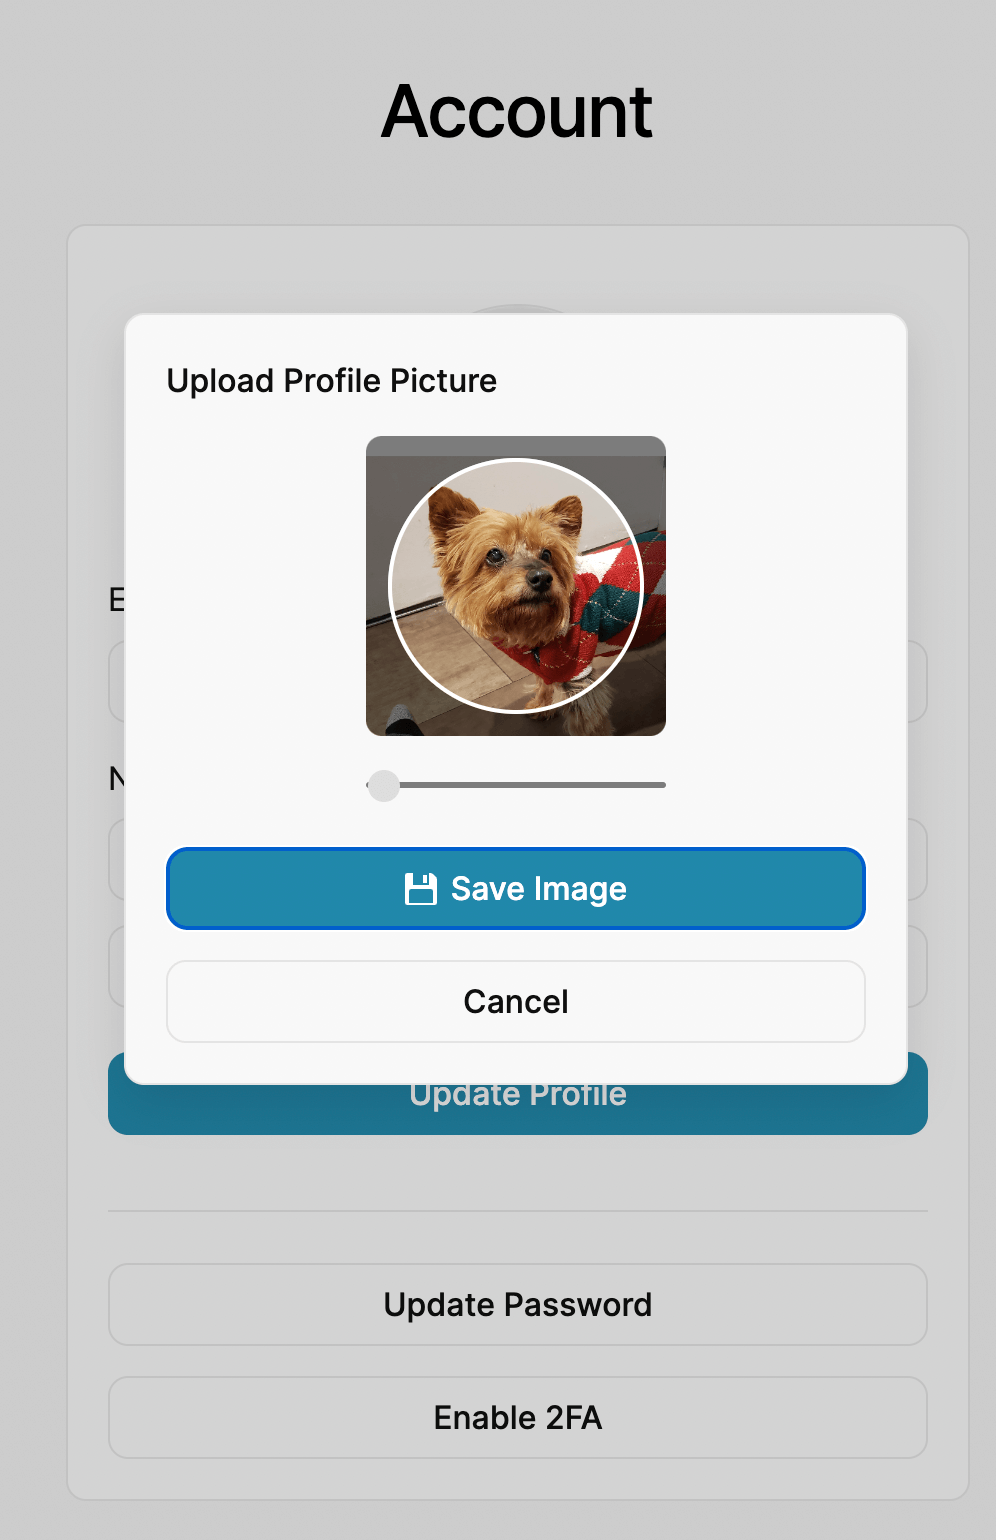 Account
Upload Profile Picture
E
N
Save Image
Cancel
Update Profile
Update Password
Enable 2FA